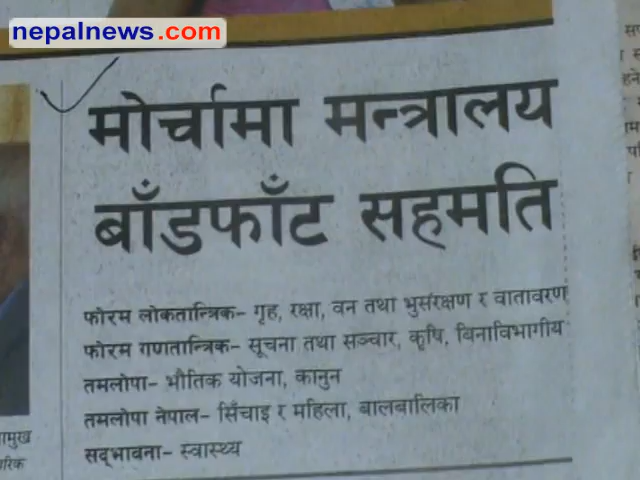 nepalnews.com
मोर्चामा मन्त्रालय
बाँडफाँट सहमति
फोरम लोकतान्त्रिक- गृह, रक्षा, वन तथा भुसंरक्षण र वातावरण
फोरम गणतान्त्रिक- सूचना तथा सञ्चार, कृषि, बिनाविभागीय
तमलोपा- भौतिक योजना, कानुन
तमलोपा नेपाल- सिँचाइ र महिला, बालबालिका
सद्भावना- स्वास्थ्य